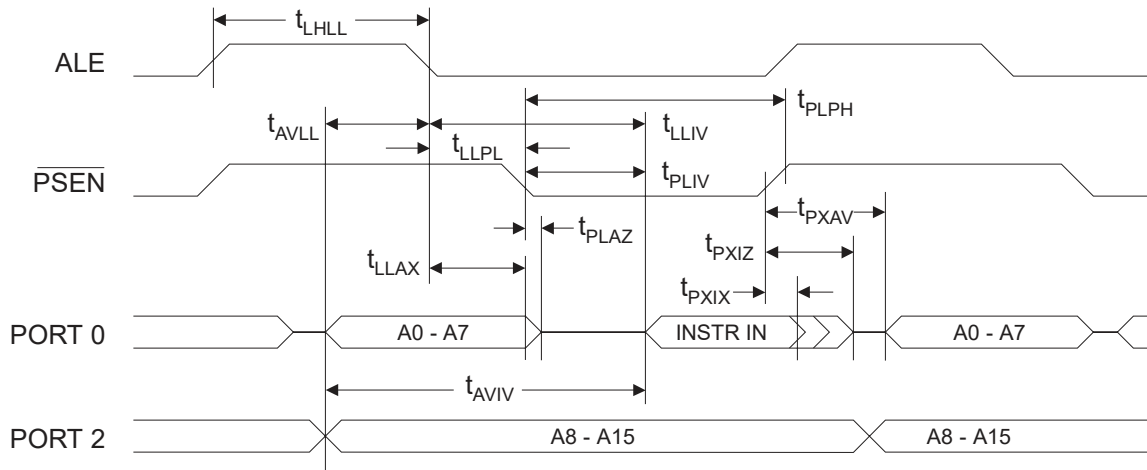 tLHLL
ALE
tPLPH
tAVLL
tLLIV
tLLPL
PSEN
tPLIV
tPXAV
tPLAZ
tPXIZ
tLLAX
tPXIX
PORT 0
A0 - A7
INSTR IN
A0 - A7
tAVIV
PORT 2
A8 - A15
A8 - A15